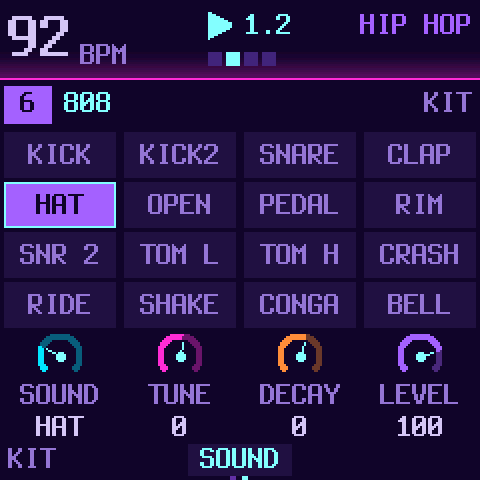 92 BPM 1.2 HIP HOP
6 808 KIT
KICK KICK2 SNARE CLAP
HAT OPEN PEDAL RIM
SNR 2 TOM L TOM H CRASH
RIDE SHAKE CONGA BELL
SOUND TUNE DECAY LEVEL
HAT 0 0 100
KIT SOUND